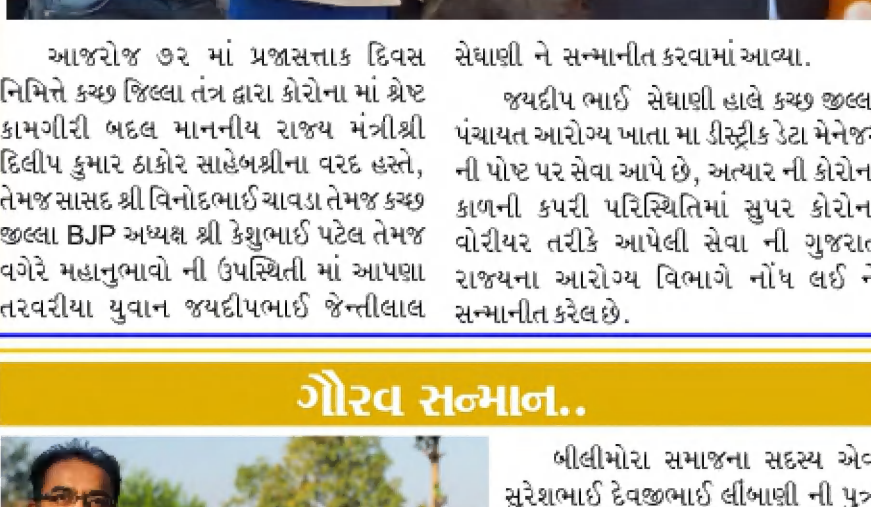 આજરોજ ૭૨ માં પ્રજાસત્તાક દિવસ
નિમિત્તે કચ્છ જિલ્લા તંત્ર દ્વારા કોરોના માં શ્રેષ્ટ
કામગીરી બદલ માનનીય રાજ્ય મંત્રીશ્રી
દિલીપ કુમાર ઠાકોર સાહેબશ્રીના વરદ હસ્તે,
તેમજ સાસદ શ્રી વિનોદભાઈ ચાવડા તેમજ કચ્છ
જીલ્લા BJP અધ્યક્ષ શ્રી કેશુભાઈ પટેલ તેમજ
વગેરે મહાનુભાવો ની ઉપસ્થિતી માં આપણા
તરવરીયા યુવાન જયદીપભાઈ જેન્તીલાલ
સેઘાણી ને સન્માનીત કરવામાં આવ્યા.
જયદીપ ભાઈ સેઘાણી હાલે કચ્છ જીલ્લા
પંચાયત આરોગ્ય ખાતા મા ડીસ્ટ્રીક ડેટા મેનેજર
ની પોષ્ટ પર સેવા આપે છે, અત્યાર ની કોરોના
કાળની કપરી પરિસ્થિતિમાં સુપર કોરોના
વોરીયર તરીકે આપેલી સેવા ની ગુજરાત
રાજ્યના આરોગ્ય વિભાગે નોંધ લઈ ને
સન્માનીત કરેલ છે.
ગૌરવ સન્માન..
બીલીમોરા સમાજના સદસ્ય એવા
સુરેશભાઈ દેવજીભાઈ લીંબાણી ની